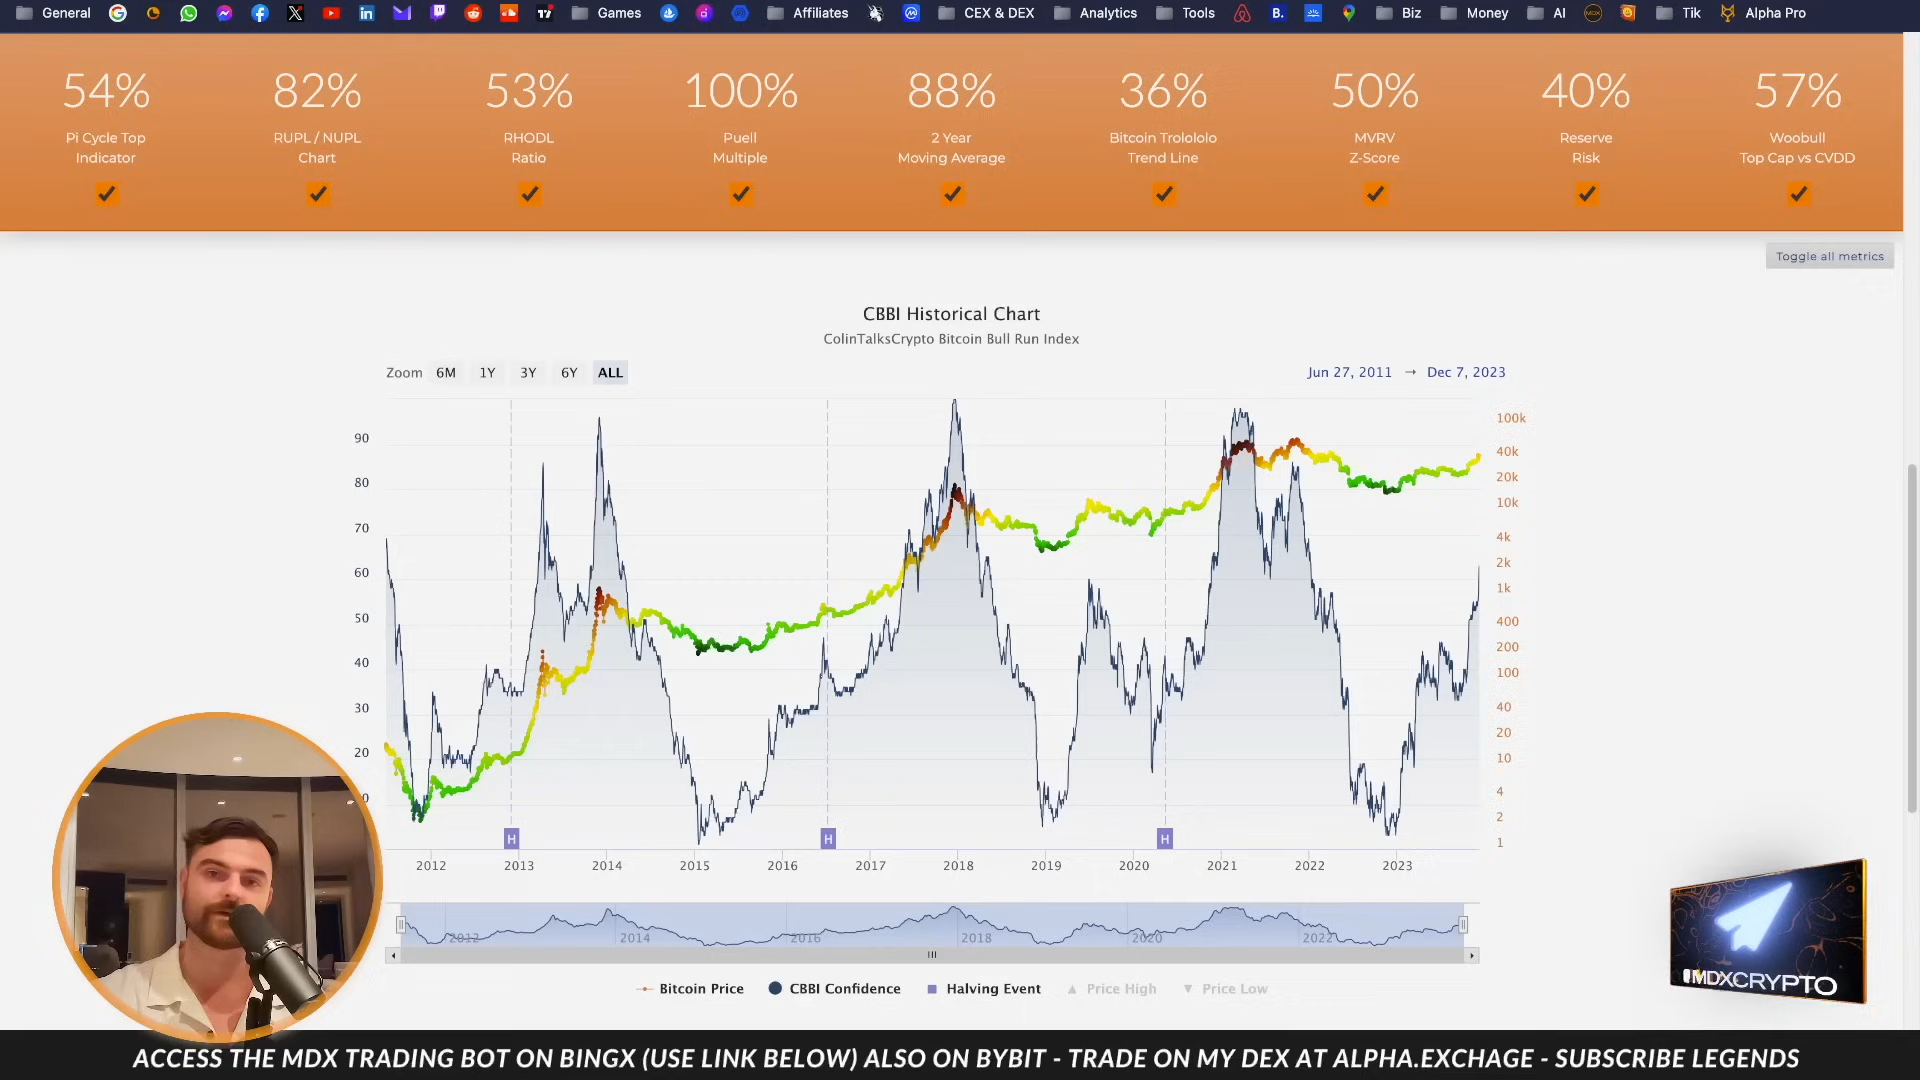 General Games Affiliates CEX & DEX Analytics Tools B. Biz Money AI Tik Alpha Pro
54% 82% 53% 100% 88% 36% 50% 40% 57%
Pi Cycle Top RUPL / NUPL RHODL Puell 2 Year Bitcoin Trolololo MVRV Reserve Woobull
Indicator Chart Ratio Multiple Moving Average Trend Line Z-Score Risk Top Cap vs CVDD
Toggle all metrics
CBBI Historical Chart
ColinTalksCrypto Bitcoin Bull Run Index
Zoom 6M 1Y 3Y 6Y ALL Jun 27, 2011 → Dec 7, 2023
100k
90
40k
80 20k
10k
70 4k
2k
60
1k
50 400
200
40 100
30 40
20
20 10
4
2
1
H H H
2012 2013 2014 2015 2016 2017 2018 2019 2020 2021 2022 2023
2012 2014 2016 2018 2020 2022
Bitcoin Price CBBI Confidence Halving Event Price High Price Low
MDXCRYPTO
ACCESS THE MDX TRADING BOT ON BINGX (USE LINK BELOW) ALSO ON BYBIT - TRADE ON MY DEX AT ALPHA.EXCHAGE - SUBSCRIBE LEGENDS